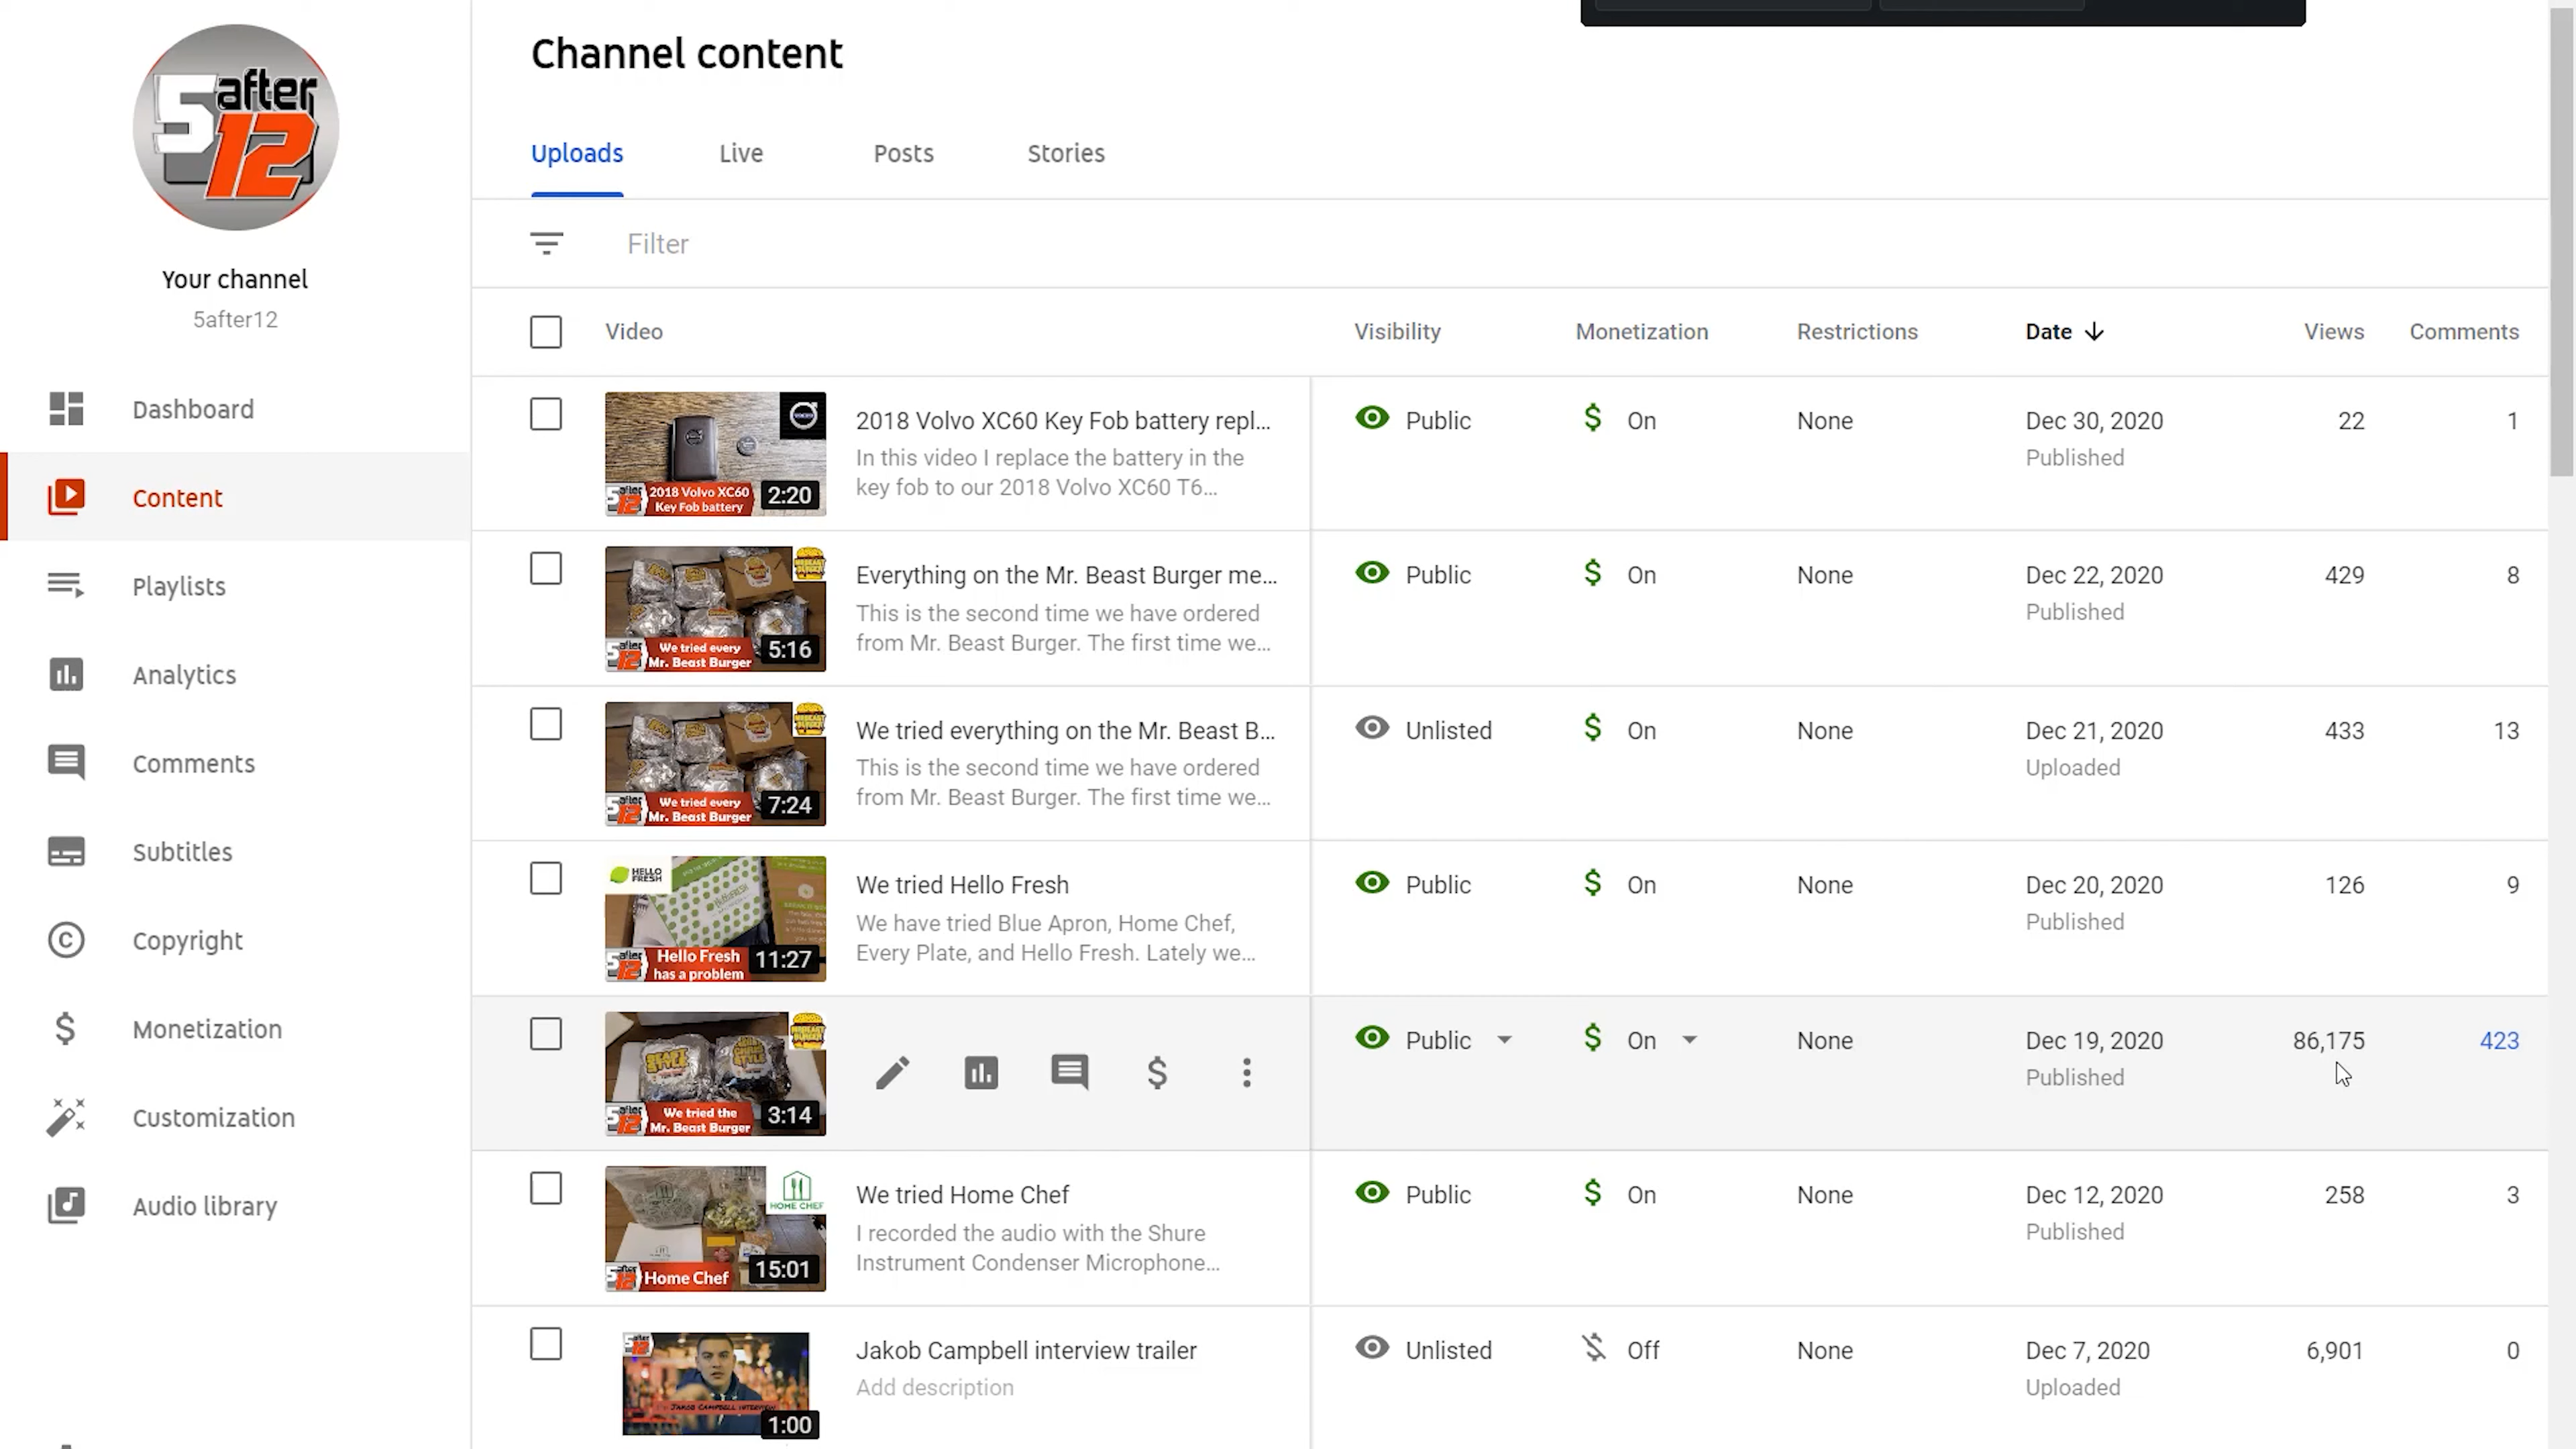 5after
12
Your channel
5after12
Dashboard
Content
Playlists
Analytics
Comments
Subtitles
Copyright
Monetization
Customization
Audio library
Channel content
Uploads Live Posts Stories
Filter
Video Visibility Monetization Restrictions Date Views Comments
2018 Volvo XC60
Key Fob battery
2:20
2018 Volvo XC60 Key Fob battery repl...
In this video I replace the battery in the
key fob to our 2018 Volvo XC60 T6...
Public On None Dec 30, 2020 22 1
Published
We tried every
Mr. Beast Burger
5:16
Everything on the Mr. Beast Burger me...
This is the second time we have ordered
from Mr. Beast Burger. The first time we...
Public On None Dec 22, 2020 429 8
Published
We tried every
Mr. Beast Burger
7:24
We tried everything on the Mr. Beast B...
This is the second time we have ordered
from Mr. Beast Burger. The first time we...
Unlisted On None Dec 21, 2020 433 13
Uploaded
HELLO
FRESH
Hello Fresh
has a problem
11:27
We tried Hello Fresh
We have tried Blue Apron, Home Chef,
Every Plate, and Hello Fresh. Lately we...
Public On None Dec 20, 2020 126 9
Published
We tried the
Mr. Beast Burger
3:14
Public On None Dec 19, 2020 86,175 423
Published
HOME CHEF
Home Chef
15:01
We tried Home Chef
I recorded the audio with the Shure
Instrument Condenser Microphone...
Public On None Dec 12, 2020 258 3
Published
JAKOB CAMPBELL INTERVIEW
1:00
Jakob Campbell interview trailer
Add description
Unlisted Off None Dec 7, 2020 6,901 0
Uploaded